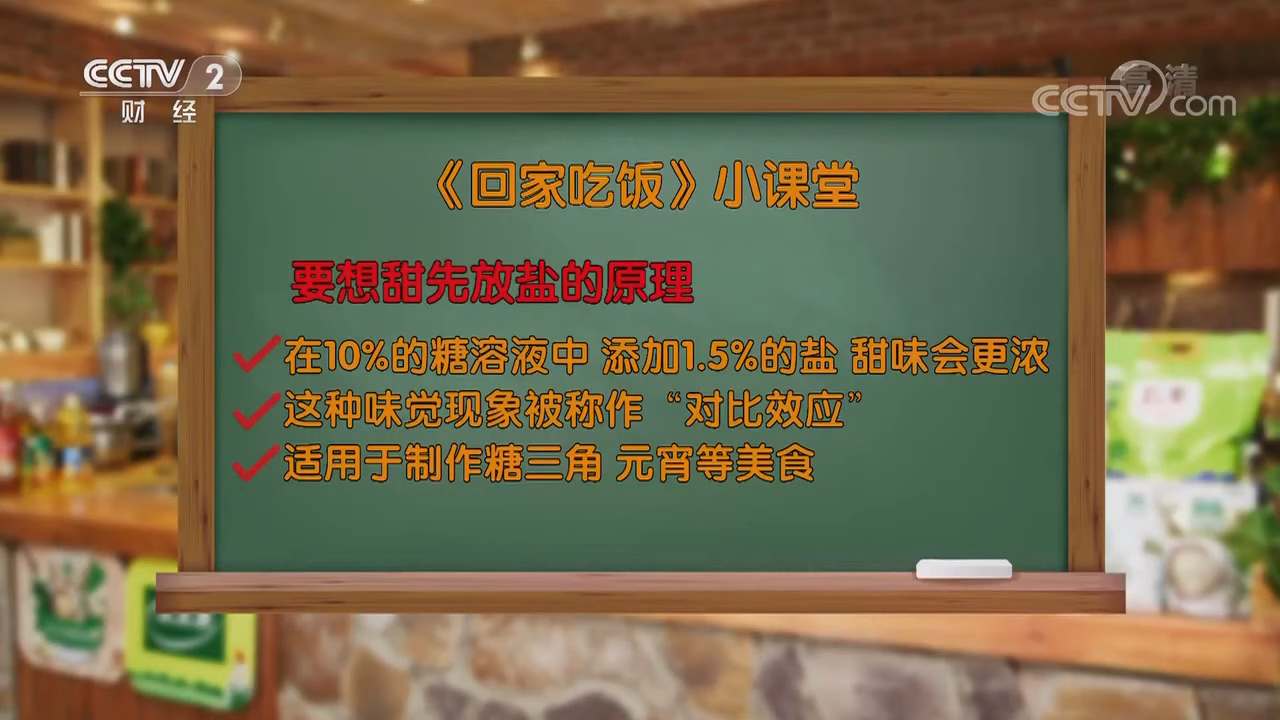 CCTV 2
财 经
高清
CCTV.com
《回家吃饭》小课堂
要想甜先放盐的原理
在10%的糖溶液中 添加1.5%的盐 甜味会更浓
这种味觉现象被称作“对比效应”
适用于制作糖三角 元宵等美食